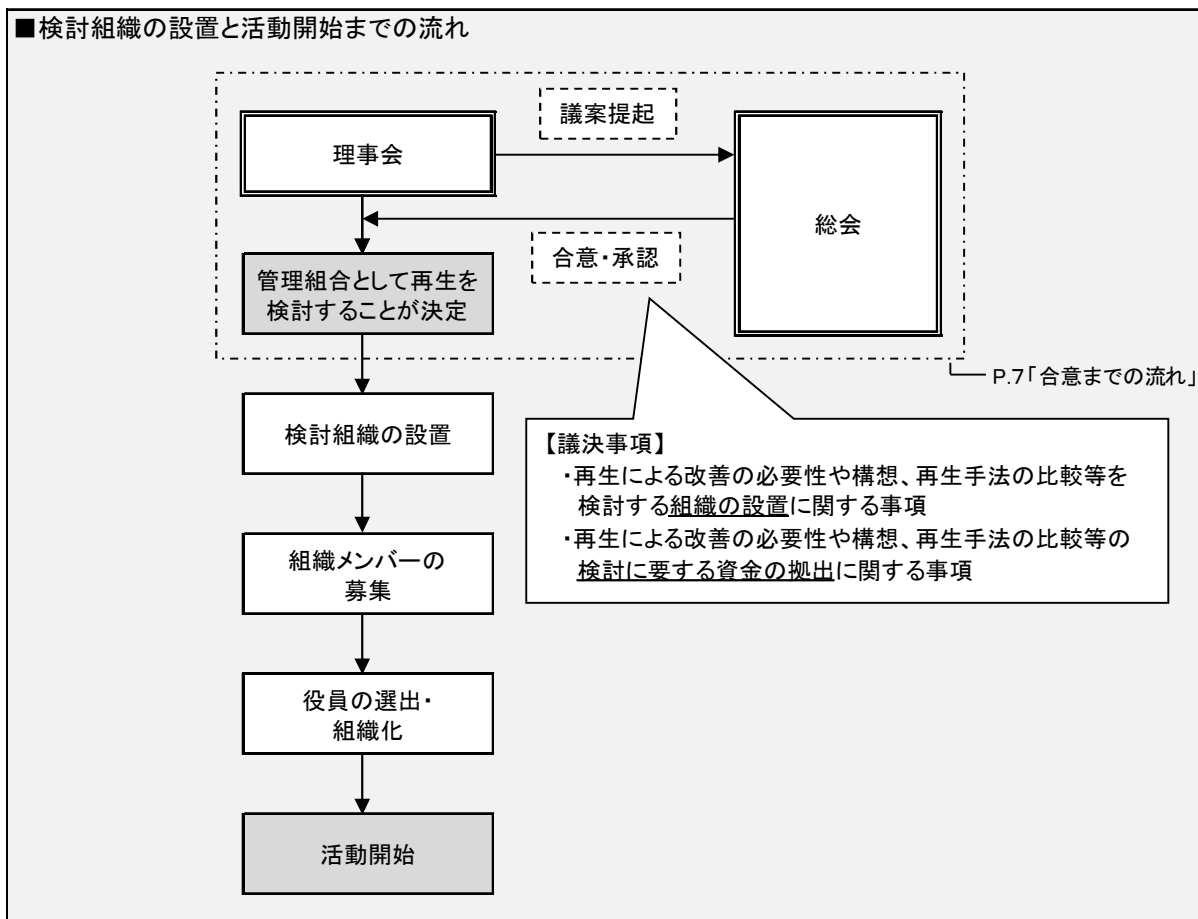 ■検討組織の設置と活動開始までの流れ
議案提起
理事会
総会
合意・承認
管理組合として再生を
検討することが決定
P.7「合意までの流れ」
検討組織の設置
【議決事項】
・再生による改善の必要性や構想、再生手法の比較等を
検討する組織の設置に関する事項
・再生による改善の必要性や構想、再生手法の比較等の
検討に要する資金の拠出に関する事項
組織メンバーの
募集
役員の選出・
組織化
活動開始